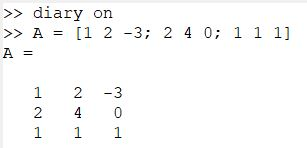 >> diary on
>> A = [1 2 -3; 2 4 0; 1 1 1]
A =
1 2 -3
2 4 0
1 1 1